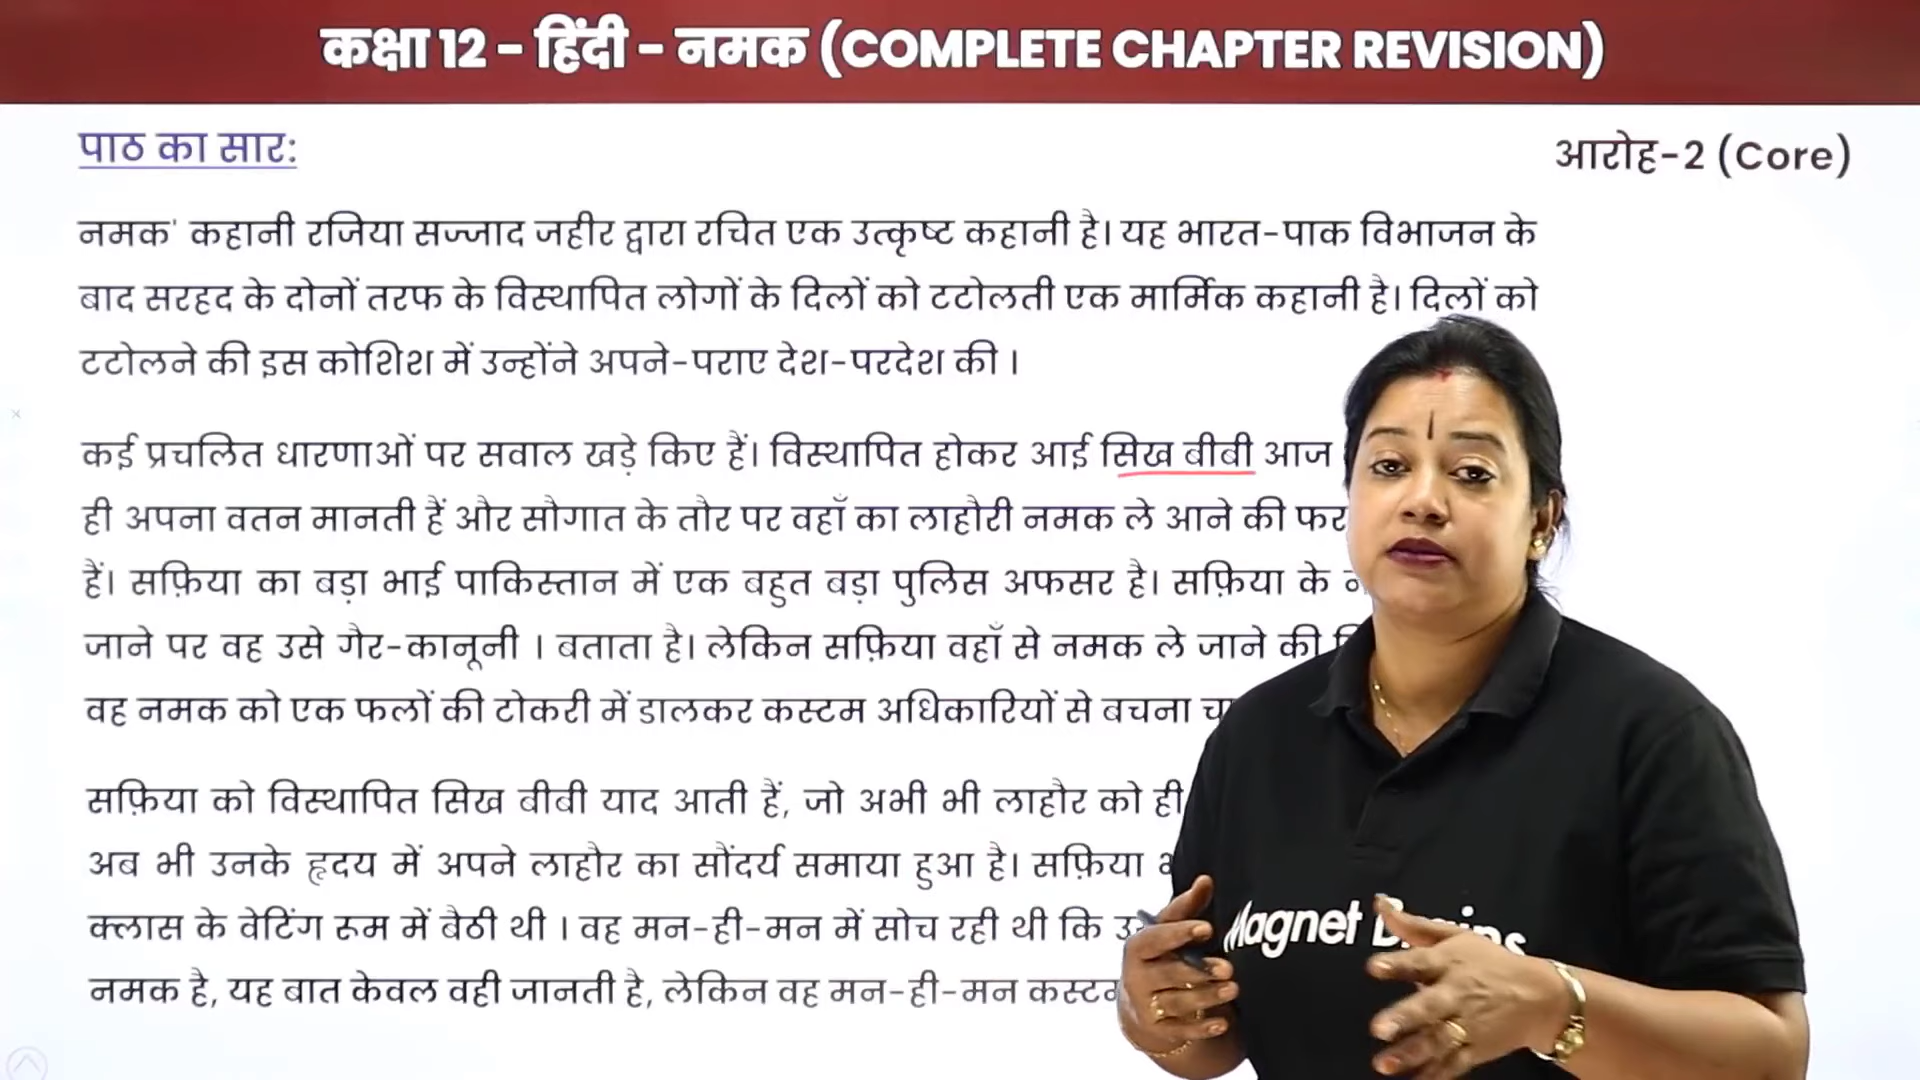 कक्षा 12 - हिंदी - नमक (COMPLETE CHAPTER REVISION)
पाठ का सार:
आरोह-2 (Core)
नमक' कहानी रजिया सज्जाद जहीर द्वारा रचित एक उत्कृष्ट कहानी है। यह भारत-पाक विभाजन के
बाद सरहद के दोनों तरफ के विस्थापित लोगों के दिलों को टटोलती एक मार्मिक कहानी है। दिलों को
टटोलने की इस कोशिश में उन्होंने अपने-पराए देश-परदेश की ।
कई प्रचलित धारणाओं पर सवाल खड़े किए हैं। विस्थापित होकर आई सिख बीबी आज
ही अपना वतन मानती हैं और सौगात के तौर पर वहाँ का लाहौरी नमक ले आने की
हैं। सफ़िया का बड़ा भाई पाकिस्तान में एक बहुत बड़ा पुलिस अफसर है। सफ़िया के
जाने पर वह उसे गैर-कानूनी । बताता है। लेकिन सफ़िया वहाँ से नमक ले जाने की
वह नमक को एक फलों की टोकरी में डालकर कस्टम अधिकारियों से बचना
सफ़िया को विस्थापित सिख बीबी याद आती हैं, जो अभी भी लाहौर को ही
अब भी उनके हृदय में अपने लाहौर का सौंदर्य समाया हुआ है। सफ़िया
क्लास के वेटिंग रूम में बैठी थी । वह मन-ही-मन में सोच रही थी कि
नमक है, यह बात केवल वही जानती है, लेकिन वह मन-ही-मन
Magnet